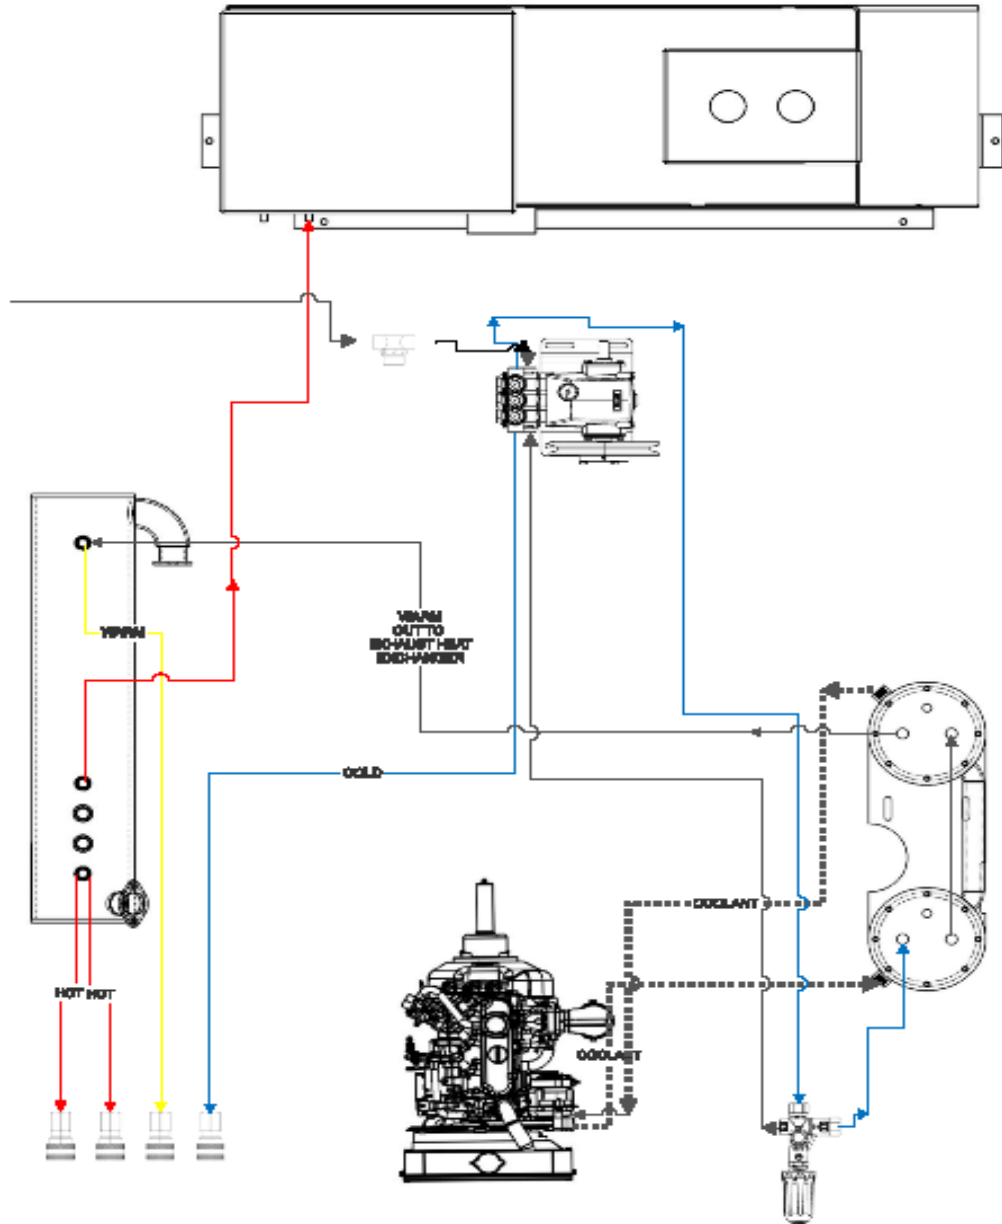 WARM
OUT TO
EXHAUST HEAT
EXCHANGER
WARM
COLD
COOLANT
HOT HOT
COOLANT